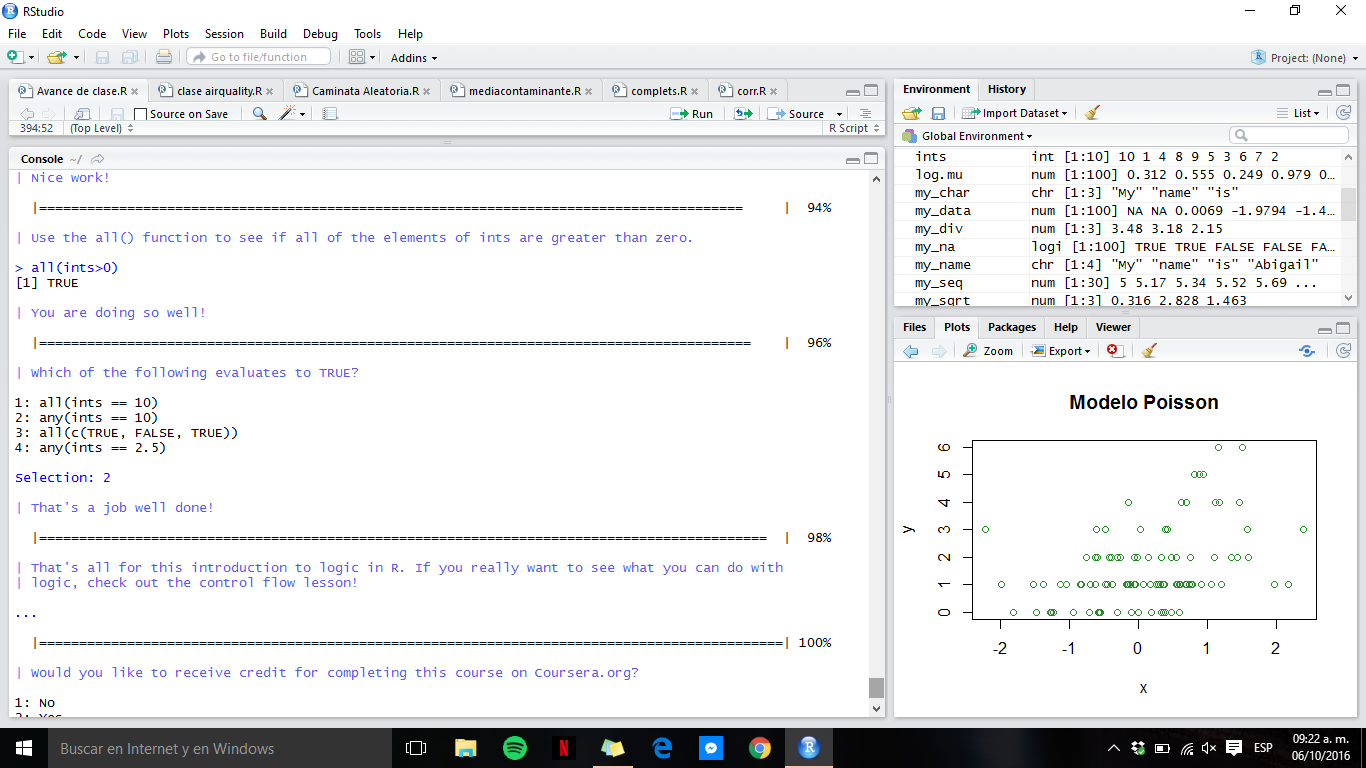 RStudio
File Edit Code View Plots Session Build Debug Tools Help
Go to file/function Addins Project: (None)
Avance de clase.R clase airquality.R Caminata Aleatoria.R mediacontaminante.R complets.R corr.R
Source on Save Run Source
394:52 (Top Level) R Script
Console ~/
| Nice work!
|========================================================================================= | 94%
| Use the all() function to see if all of the elements of ints are greater than zero.
> all(ints>0)
[1] TRUE
| You are doing so well!
|========================================================================================== | 96%
| Which of the following evaluates to TRUE?
1: all(ints == 10)
2: any(ints == 10)
3: all(c(TRUE, FALSE, TRUE))
4: any(ints == 2.5)
Selection: 2
| That's a job well done!
|============================================================================================ | 98%
| That's all for this introduction to logic in R. If you really want to see what you can do with
| logic, check out the control flow lesson!
...
|==============================================================================================| 100%
| Would you like to receive credit for completing this course on Coursera.org?
1: No
2: Yes
Environment History
Import Dataset List
Global Environment
ints int [1:10] 10 1 4 8 9 5 3 6 7 2
log.mu num [1:100] 0.312 0.555 0.249 0.979 0…
my_char chr [1:3] "My" "name" "is"
my_data num [1:100] NA NA 0.0069 -1.9794 -1.4…
my_div num [1:3] 3.48 3.18 2.15
my_na logi [1:100] TRUE TRUE FALSE FALSE FA…
my_name chr [1:4] "My" "name" "is" "Abigail"
my_seq num [1:30] 5 5.17 5.34 5.52 5.69 ...
my_sqrt num [1:3] 0.316 2.828 1.463
Files Plots Packages Help Viewer
Zoom Export
Modelo Poisson
y
6
5
4
3
2
1
0
-2 -1 0 1 2
x
Buscar en Internet y en Windows
ESP
09:22 a. m.
06/10/2016